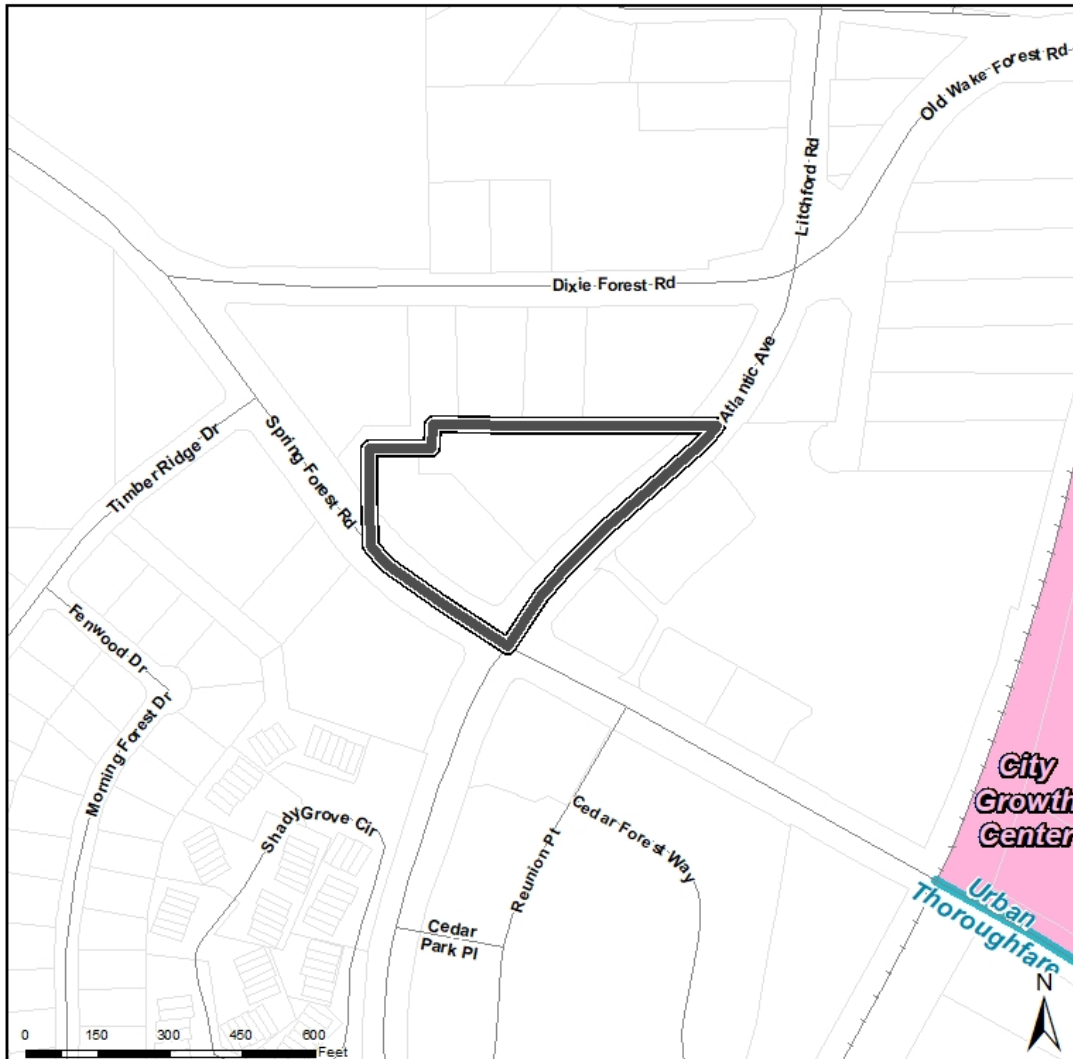 Old Wake Forest Rd
Litchford Rd
Dixie Forest Rd
Atlantic Ave
Spring Forest Rd
Timber Ridge Dr
Fenwood Dr
Morning Forest Dr
Shady Grove Cir
Cedar Forest Way
Reunion Pt
Cedar
Park Pl
City
Growth
Center
Urban
Thoroughfare
N
0 150 300 450 600
Feet